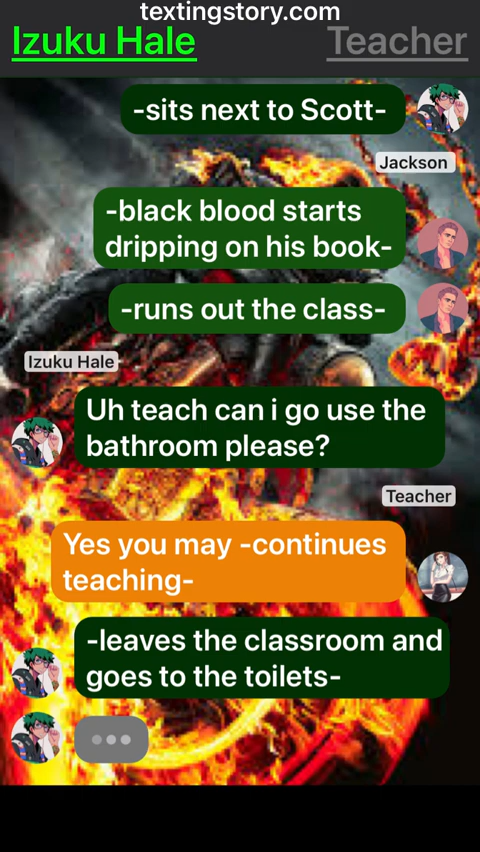 textingstory.com
Izuku Hale
Teacher
-sits next to Scott-
Jackson
-black blood starts
dripping on his book-
-runs out the class-
Izuku Hale
Uh teach can i go use the
bathroom please?
Teacher
Yes you may -continues
teaching-
-leaves the classroom and
goes to the toilets-